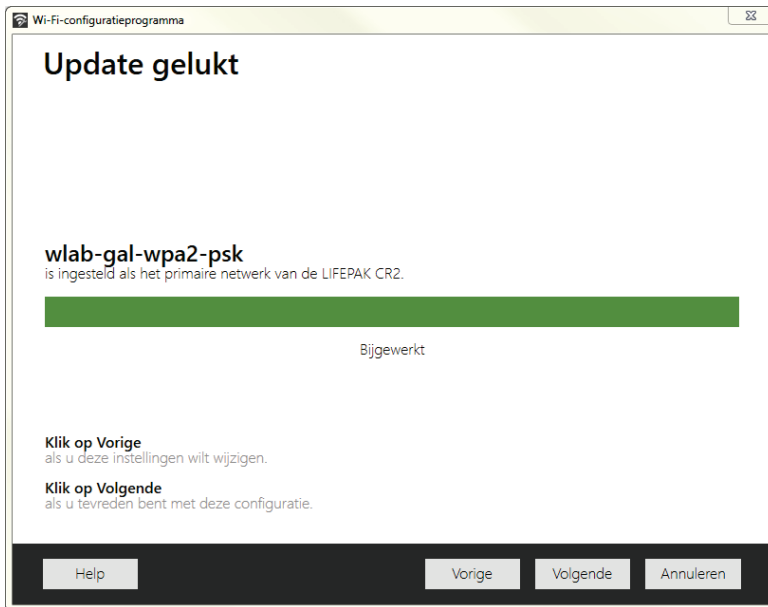 Wi-Fi-configuratieprogramma
Update gelukt
wlab-gal-wpa2-psk
is ingesteld als het primaire netwerk van de LIFEPAK CR2.
Bijgewerkt
Klik op Vorige
als u deze instellingen wilt wijzigen.
Klik op Volgende
als u tevreden bent met deze configuratie.
Help
Vorige
Volgende
Annuleren